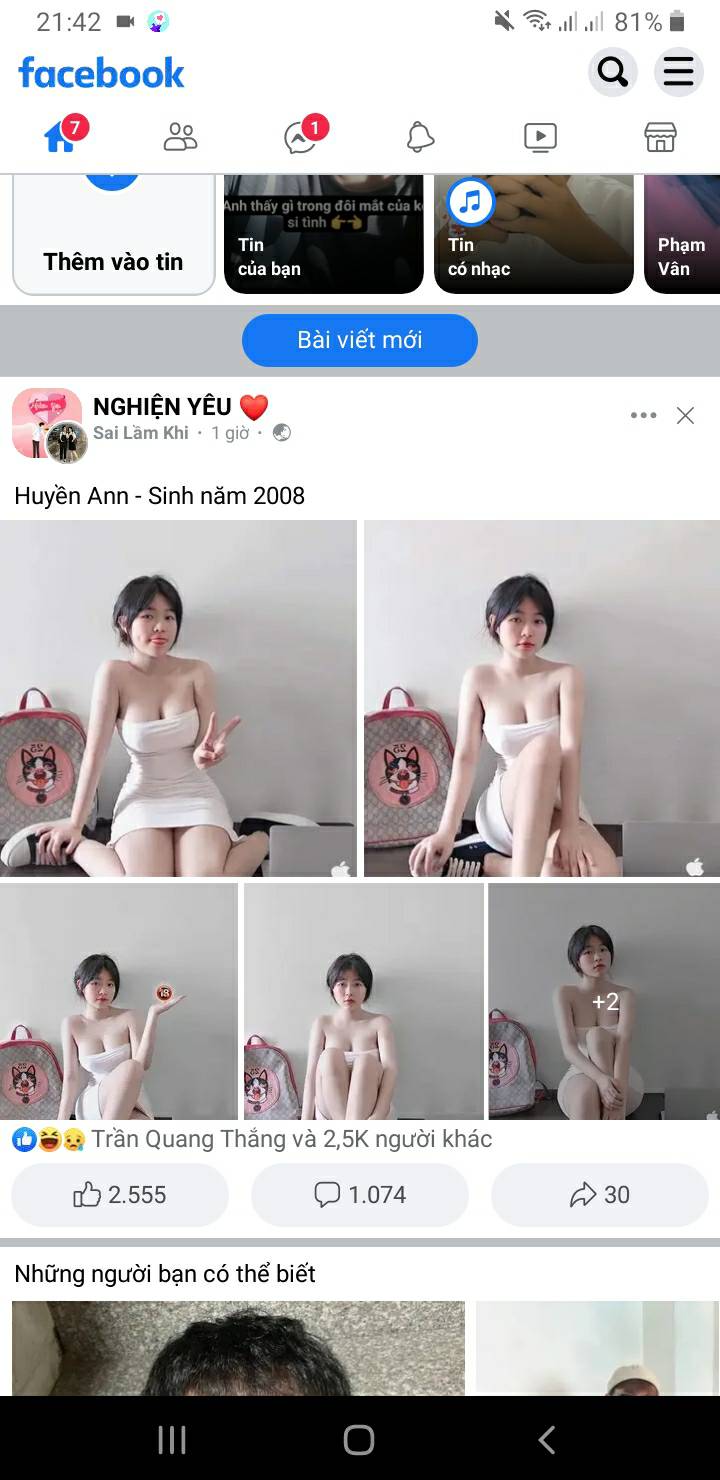 21:42
81%
facebook
7
1
Anh thấy gì trong đôi mắt của kẻ
si tình 👉👈
Thêm vào tin
Tin
của bạn
Tin
có nhạc
Phạm
Vân
Bài viết mới
NGHIỆN YÊU ❤️
Sai Lầm Khi · 1 giờ ·
Huyền Ann - Sinh năm 2008
18
+2
Trần Quang Thắng và 2,5K người khác
2.555
1.074
30
Những người bạn có thể biết